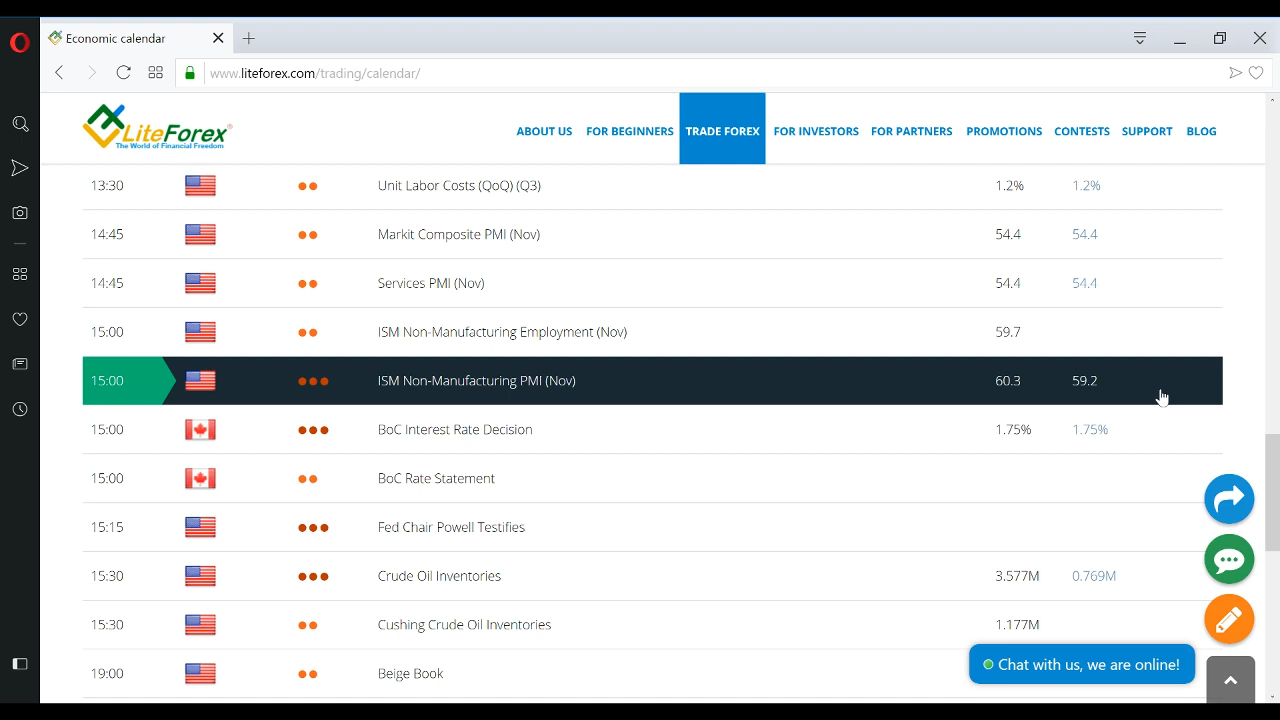 Economic calendar
www.liteforex.com/trading/calendar/
LiteForex®
The World of Financial Freedom
ABOUT US FOR BEGINNERS TRADE FOREX FOR INVESTORS FOR PARTNERS PROMOTIONS CONTESTS SUPPORT BLOG
13:30 Unit Labor Costs (QoQ) (Q3) 1.2% 1.2%
14:45 Markit Composite PMI (Nov) 54.4 54.4
14:45 Services PMI (Nov) 54.4 54.4
15:00 ISM Non-Manufacturing Employment (Nov) 59.7
15:00 ISM Non-Manufacturing PMI (Nov) 60.3 59.2
15:00 BoC Interest Rate Decision 1.75% 1.75%
15:00 BoC Rate Statement
15:15 Fed Chair Powell Testifies
15:30 Crude Oil Inventories 3.577M 0.769M
15:30 Cushing Crude Oil Inventories 1.177M
19:00 Beige Book
Chat with us, we are online!